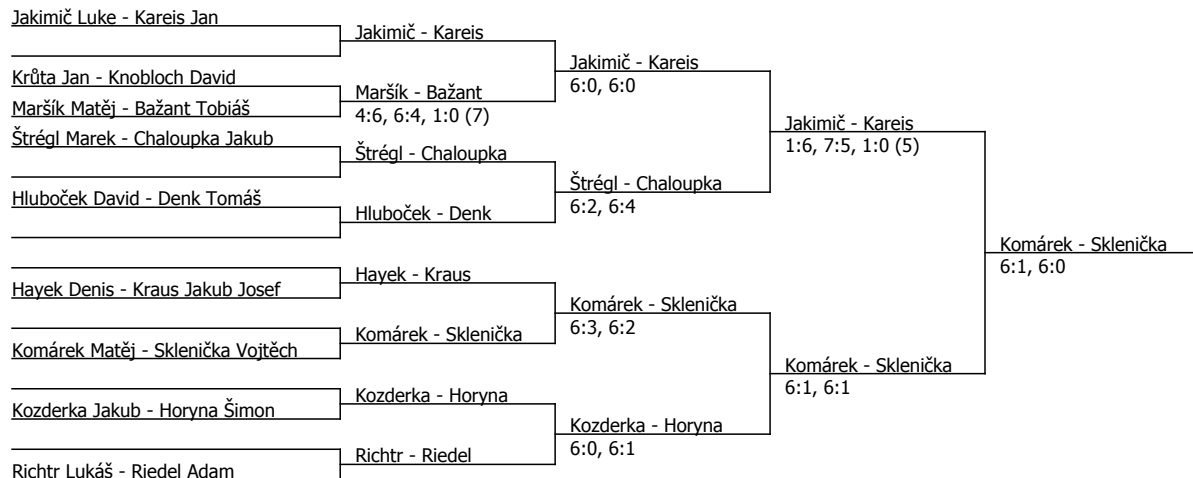 Jakimič Luke - Kareis Jan
Jakimič - Kareis
Jakimič - Kareis
6:0, 6:0
Krůta Jan - Knobloch David
Maršík - Bažant
4:6, 6:4, 1:0 (7)
Maršík Matěj - Bažant Tobiáš
Jakimič - Kareis
1:6, 7:5, 1:0 (5)
Štrégl Marek - Chaloupka Jakub
Štrégl - Chaloupka
Štrégl - Chaloupka
6:2, 6:4
Hluboček David - Denk Tomáš
Hluboček - Denk
Komárek - Sklenička
6:1, 6:0
Hayek - Kraus
Hayek Denis - Kraus Jakub Josef
Komárek - Sklenička
6:3, 6:2
Komárek - Sklenička
Komárek Matěj - Sklenička Vojtěch
Komárek - Sklenička
6:1, 6:1
Kozderka - Horyna
Kozderka Jakub - Horyna Šimon
Kozderka - Horyna
6:0, 6:1
Richtr - Riedel
Richtr Lukáš - Riedel Adam